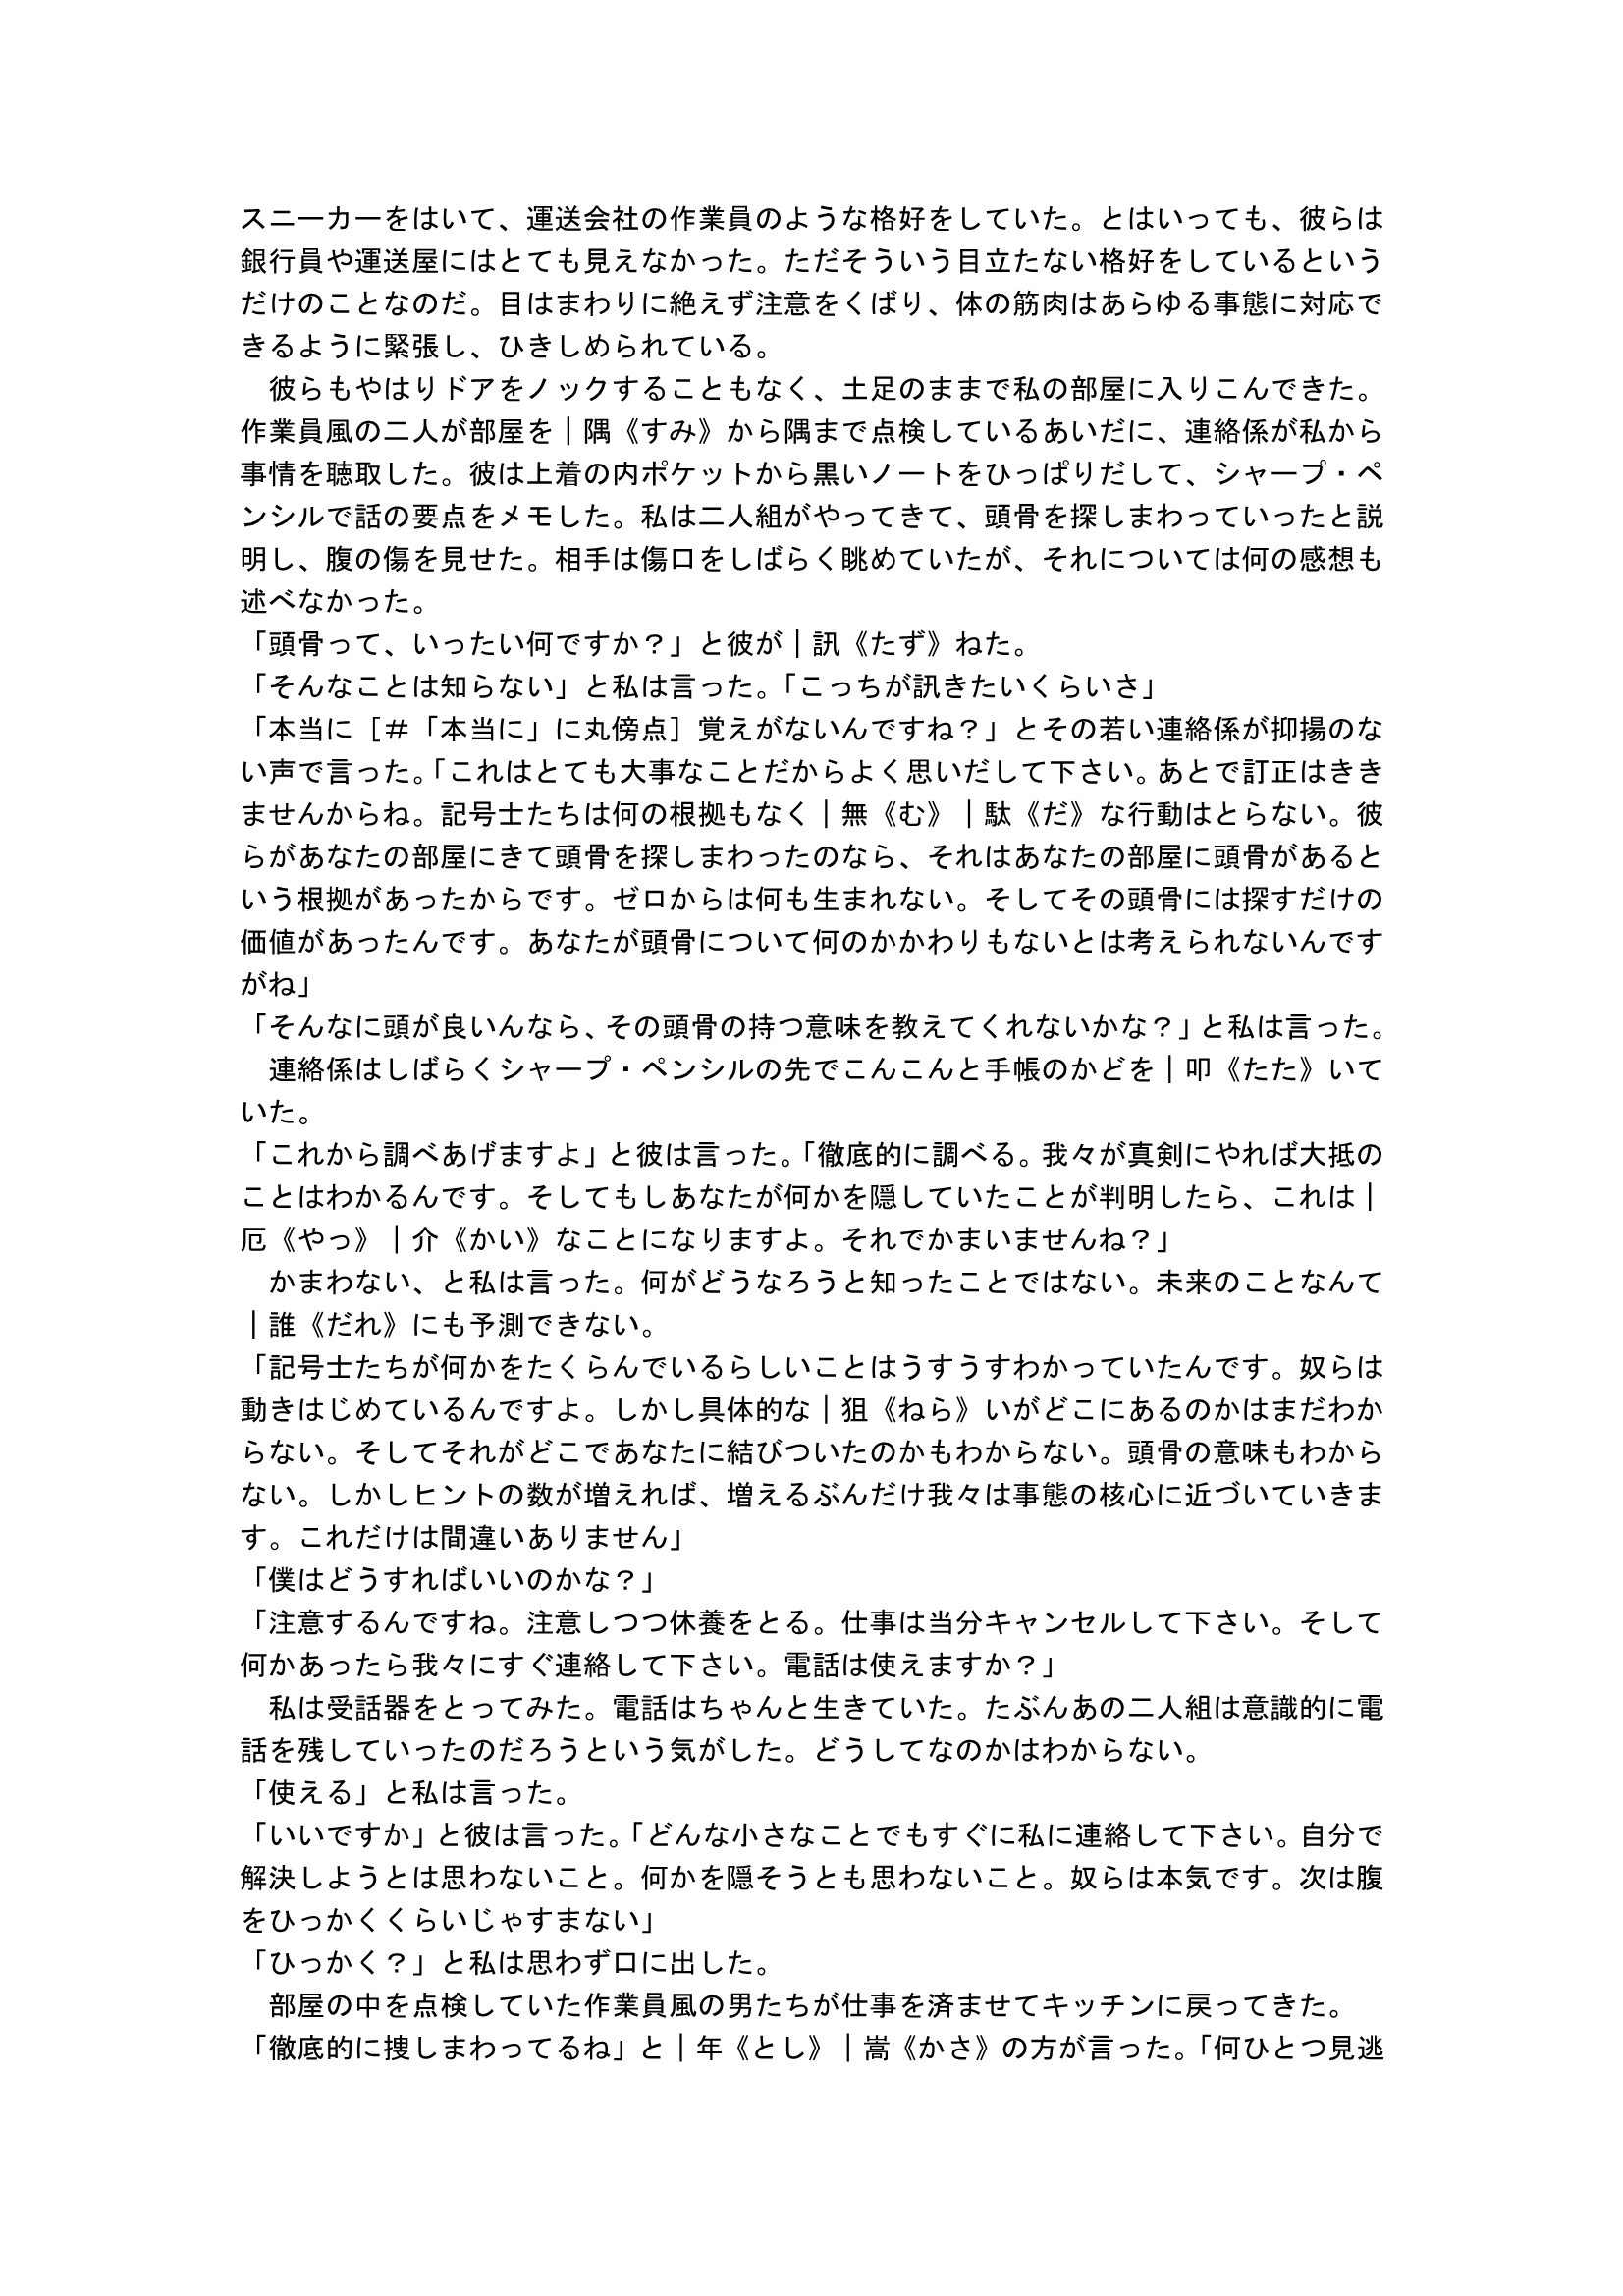 スニーカーをはいて、運送会社の作業員のような格好をしていた。とはいっても、彼らは
銀行員や運送屋にはとても見えなかった。ただそういう目立たない格好をしているという
だけのことなのだ。目はまわりに絶えず注意をくばり、体の筋肉はあらゆる事態に対応で
きるように緊張し、ひきしめられている。
　彼らもやはりドアをノックすることもなく、土足のままで私の部屋に入りこんできた。
作業員風の二人が部屋を｜隅《すみ》から隅まで点検しているあいだに、連絡係が私から
事情を聴取した。彼は上着の内ポケットから黒いノートをひっぱりだして、シャープ・ペ
ンシルで話の要点をメモした。私は二人組がやってきて、頭骨を探しまわっていったと説
明し、腹の傷を見せた。相手は傷口をしばらく眺めていたが、それについては何の感想も
述べなかった。
「頭骨って、いったい何ですか？」と彼が｜訊《たず》ねた。
「そんなことは知らない」と私は言った。「こっちが訊きたいくらいさ」
「本当に［＃「本当に」に丸傍点］覚えがないんですね？」とその若い連絡係が抑揚のな
い声で言った。「これはとても大事なことだからよく思いだして下さい。あとで訂正はきき
ませんからね。記号士たちは何の根拠もなく｜無《む》｜駄《だ》な行動はとらない。彼
らがあなたの部屋にきて頭骨を探しまわったのなら、それはあなたの部屋に頭骨があると
いう根拠があったからです。ゼロからは何も生まれない。そしてその頭骨には探すだけの
価値があったんです。あなたが頭骨について何のかかわりもないとは考えられないんです
がね」
「そんなに頭が良いんなら、その頭骨の持つ意味を教えてくれないかな？」と私は言った。
　連絡係はしばらくシャープ・ペンシルの先でこんこんと手帳のかどを｜叩《たた》いて
いた。
「これから調べあげますよ」と彼は言った。「徹底的に調べる。我々が真剣にやれば大抵の
ことはわかるんです。そしてもしあなたが何かを隠していたことが判明したら、これは｜
厄《やっ》｜介《かい》なことになりますよ。それでかまいませんね？」
　かまわない、と私は言った。何がどうなろうと知ったことではない。未来のことなんて
｜誰《だれ》にも予測できない。
「記号士たちが何かをたくらんでいるらしいことはうすうすわかっていたんです。奴らは
動きはじめているんですよ。しかし具体的な｜狙《ねら》いがどこにあるのかはまだわか
らない。そしてそれがどこであなたに結びついたのかもわからない。頭骨の意味もわから
ない。しかしヒントの数が増えれば、増えるぶんだけ我々は事態の核心に近づいていきま
す。これだけは間違いありません」
「僕はどうすればいいのかな？」
「注意するんですね。注意しつつ休養をとる。仕事は当分キャンセルして下さい。そして
何かあったら我々にすぐ連絡して下さい。電話は使えますか？」
　私は受話器をとってみた。電話はちゃんと生きていた。たぶんあの二人組は意識的に電
話を残していったのだろうという気がした。どうしてなのかはわからない。
「使える」と私は言った。
「いいですか」と彼は言った。「どんな小さなことでもすぐに私に連絡して下さい。自分で
解決しようとは思わないこと。何かを隠そうとも思わないこと。奴らは本気です。次は腹
をひっかくくらいじゃすまない」
「ひっかく？」と私は思わず口に出した。
　部屋の中を点検していた作業員風の男たちが仕事を済ませてキッチンに戻ってきた。
「徹底的に捜しまわってるね」と｜年《とし》｜嵩《かさ》の方が言った。「何ひとつ見逃